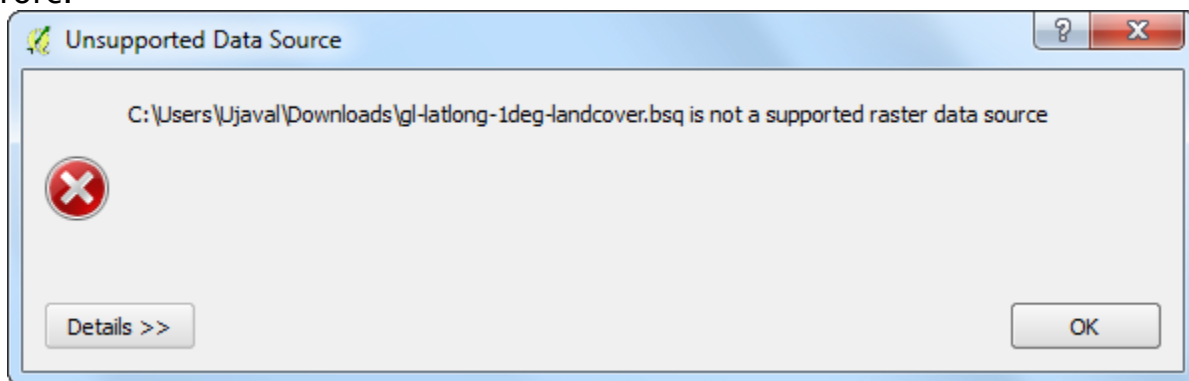 Unsupported Data Source
C:\Users\Ujaval\Downloads\gl-latlong-1deg-landcover.bsq is not a supported raster data source
Details >>
OK